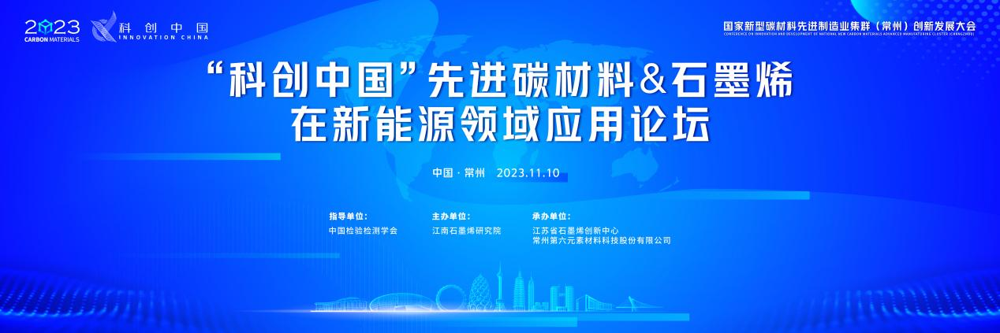 2023
CARBON MATERIALS
科创中国
INNOVATION CHINA
国家新型碳材料先进制造业集群（常州）创新发展大会
CONFERENCE ON INNOVATION AND DEVELOPMENT OF NATIONAL NEW CARBON MATERIALS ADVANCED MANUFATURING CLUSTER (CHANGZHOU)
“科创中国”先进碳材料&石墨烯
在新能源领域应用论坛
中国·常州 2023.11.10
指导单位：
中国检验检测学会
主办单位：
江南石墨烯研究院
承办单位：
江苏省石墨烯创新中心
常州第六元素材料科技股份有限公司